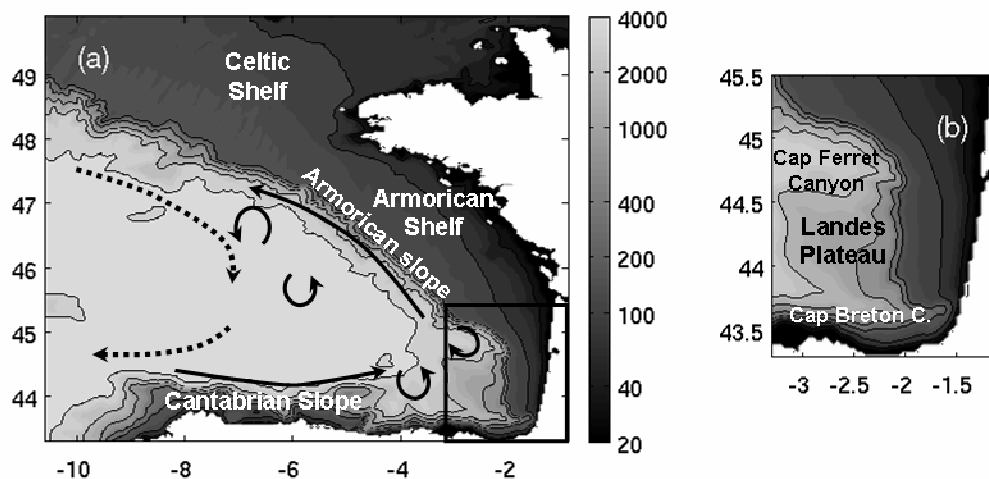 (a)
Celtic
Shelf
Armorican
Shelf
Armorican slope
Cantabrian Slope
49
48
47
46
45
44
-10
-8
-6
-4
-2
4000
2000
1000
400
200
100
40
20
(b)
Cap Ferret
Canyon
Landes
Plateau
Cap Breton C.
45.5
45
44.5
44
43.5
-3
-2.5
-2
-1.5